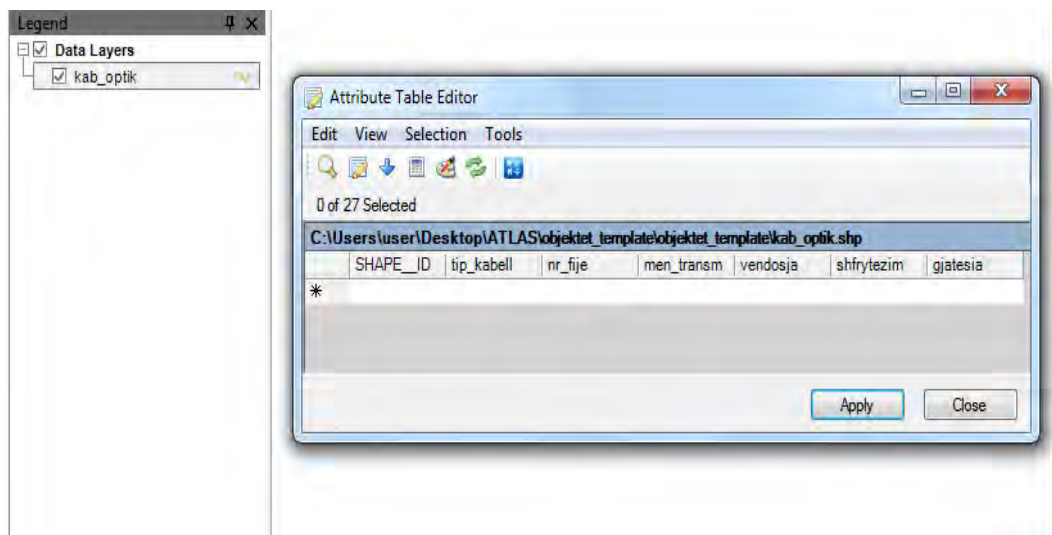 Legend
Data Layers
kab_optik
Attribute Table Editor
Edit View Selection Tools
0 of 27 Selected
C:\Users\user\Desktop\ATLAS\objektet_template\objektet_template\kab_optik.shp
SHAPE__ID tip_kabell nr_fije men_transm vendosja shfrytezim gjatesia
Apply Close